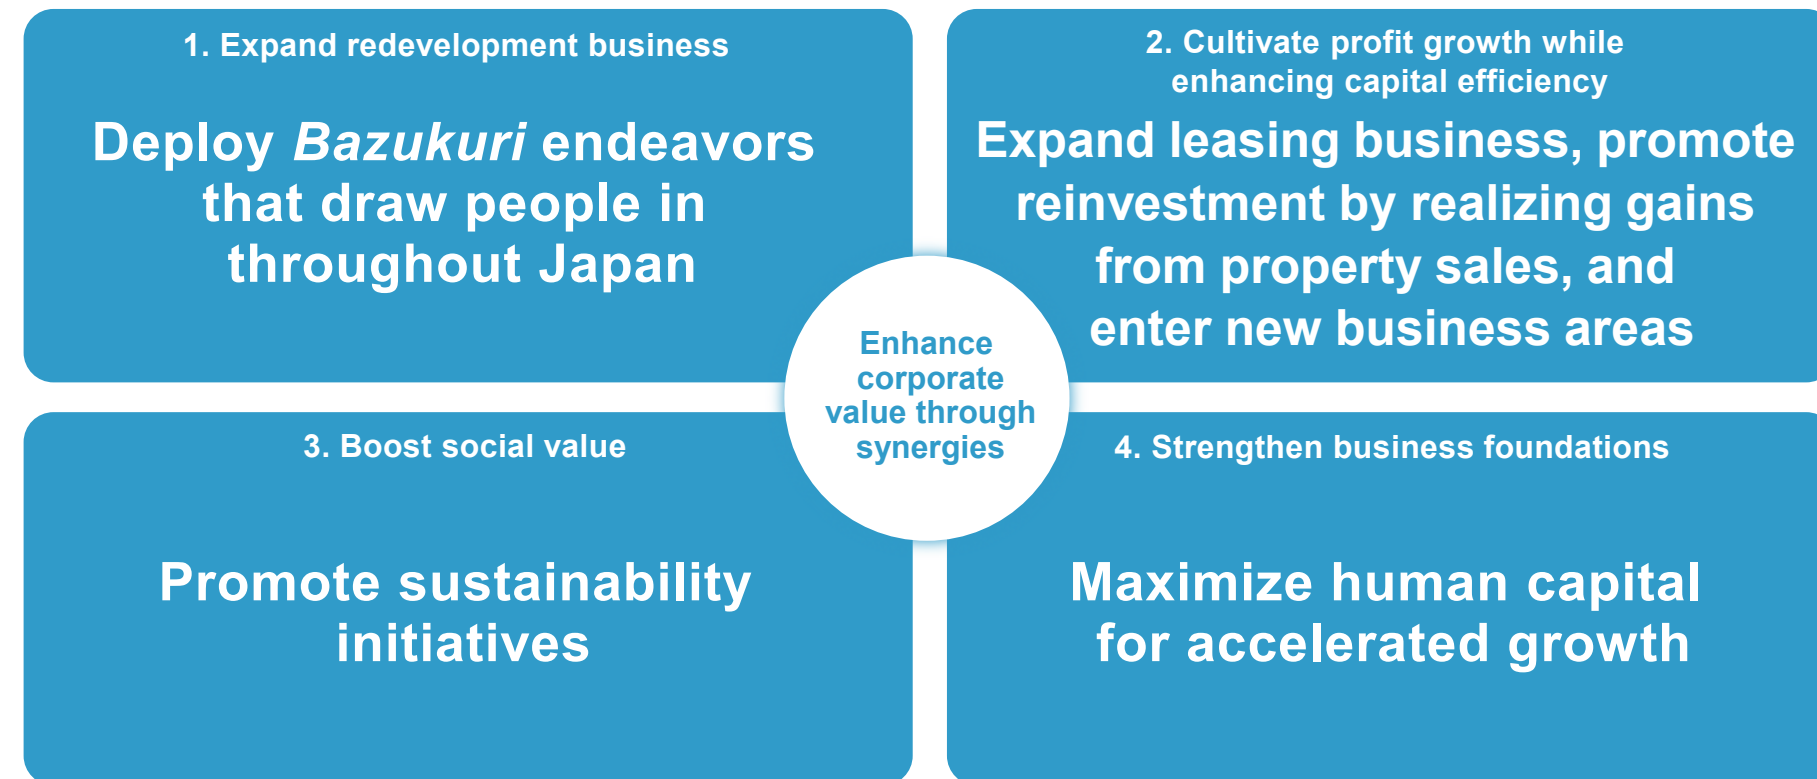 1. Expand redevelopment business
Deploy Bazukuri endeavors
that draw people in
throughout Japan
2. Cultivate profit growth while
enhancing capital efficiency
Expand leasing business, promote
reinvestment by realizing gains
from property sales, and
enter new business areas
Enhance
corporate
value through
synergies
3. Boost social value
Promote sustainability
initiatives
4. Strengthen business foundations
Maximize human capital
for accelerated growth